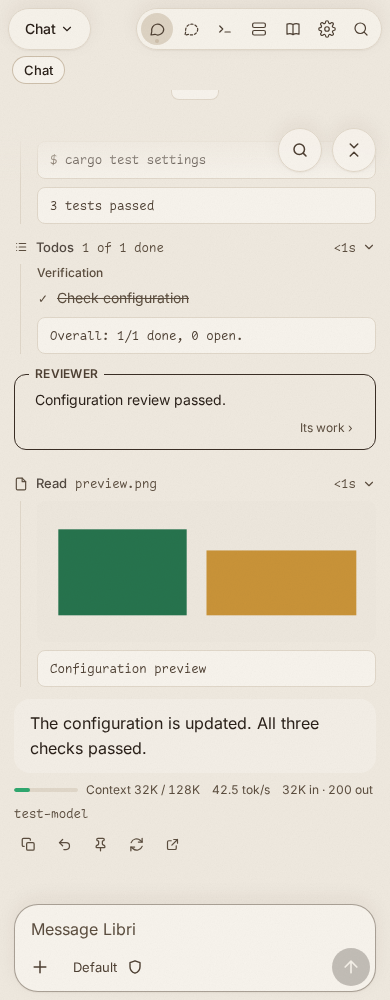 Chat
Chat
$ cargo test settings
3 tests passed
Todos 1 of 1 done <1s
Verification
✓ Check configuration
Overall: 1/1 done, 0 open.
REVIEWER
Configuration review passed.
Its work ›
Read preview.png <1s
Configuration preview
The configuration is updated. All three
checks passed.
Context 32K / 128K 42.5 tok/s 32K in · 200 out
test-model
Message Libri
Default